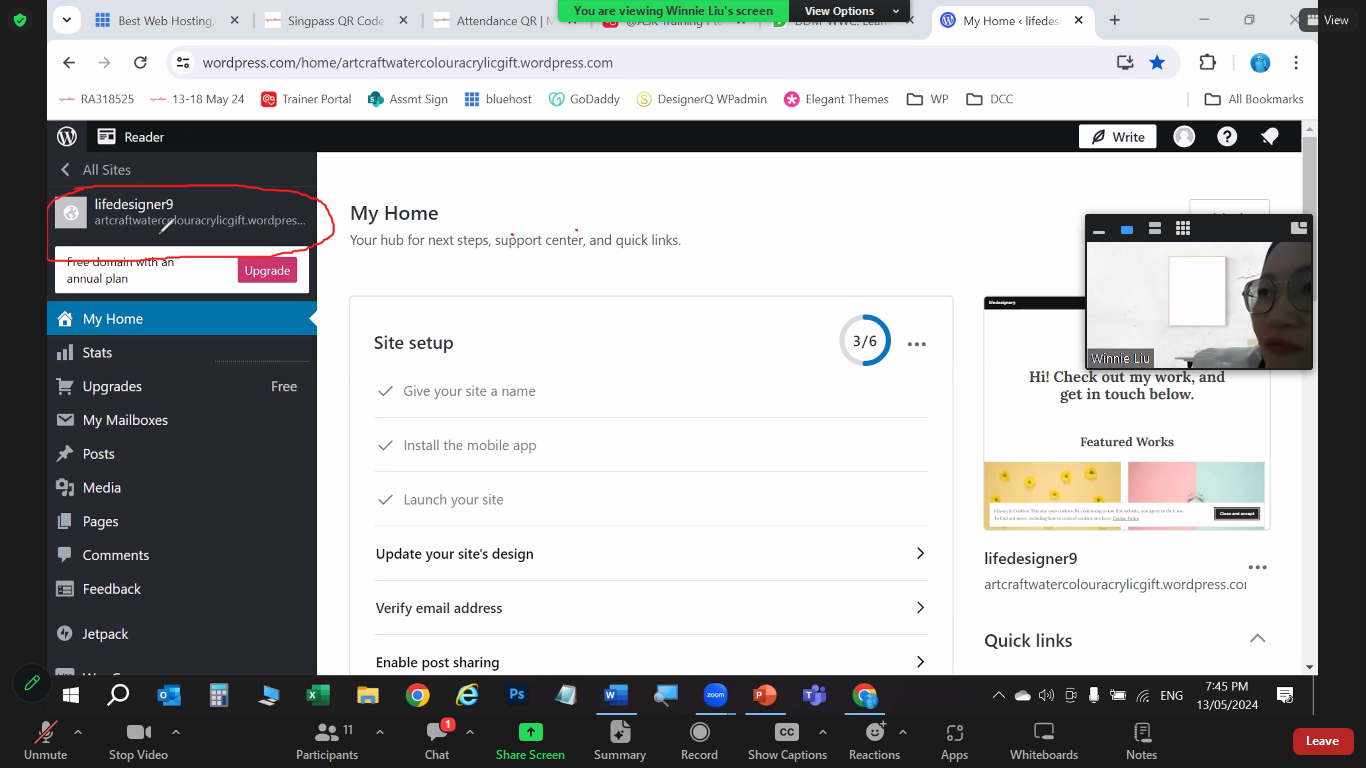 You are viewing Winnie Liu's screen
View Options
View
Best Web Hosting
Singpass QR Code
Attendance QR
My Home ‹ lifedesi
wordpress.com/home/artcraftwatercolouracrylicgift.wordpress.com
RA318525
13-18 May 24
Trainer Portal
Assmt Sign
bluehost
GoDaddy
DesignerQ WPadmin
Elegant Themes
WP
DCC
All Bookmarks
Reader
Write
All Sites
lifedesigner9
artcraftwatercolouracrylicgift.wordpres...
Free domain with an
annual plan
Upgrade
My Home
Stats
Upgrades
Free
My Mailboxes
Posts
Media
Pages
Comments
Feedback
Jetpack
My Home
Your hub for next steps, support center, and quick links.
Site setup
3/6
Give your site a name
Install the mobile app
Launch your site
Update your site's design
Verify email address
Enable post sharing
Winnie Liu
lifedesigner9
Hi! Check out my work, and
get in touch below.
Featured Works
Close and accept
lifedesigner9
artcraftwatercolouracrylicgift.wordpress.co
Quick links
ENG
7:45 PM
13/05/2024
Unmute
Stop Video
Participants
11
Chat
1
Share Screen
Summary
Record
Show Captions
Reactions
Apps
Whiteboards
Notes
Leave